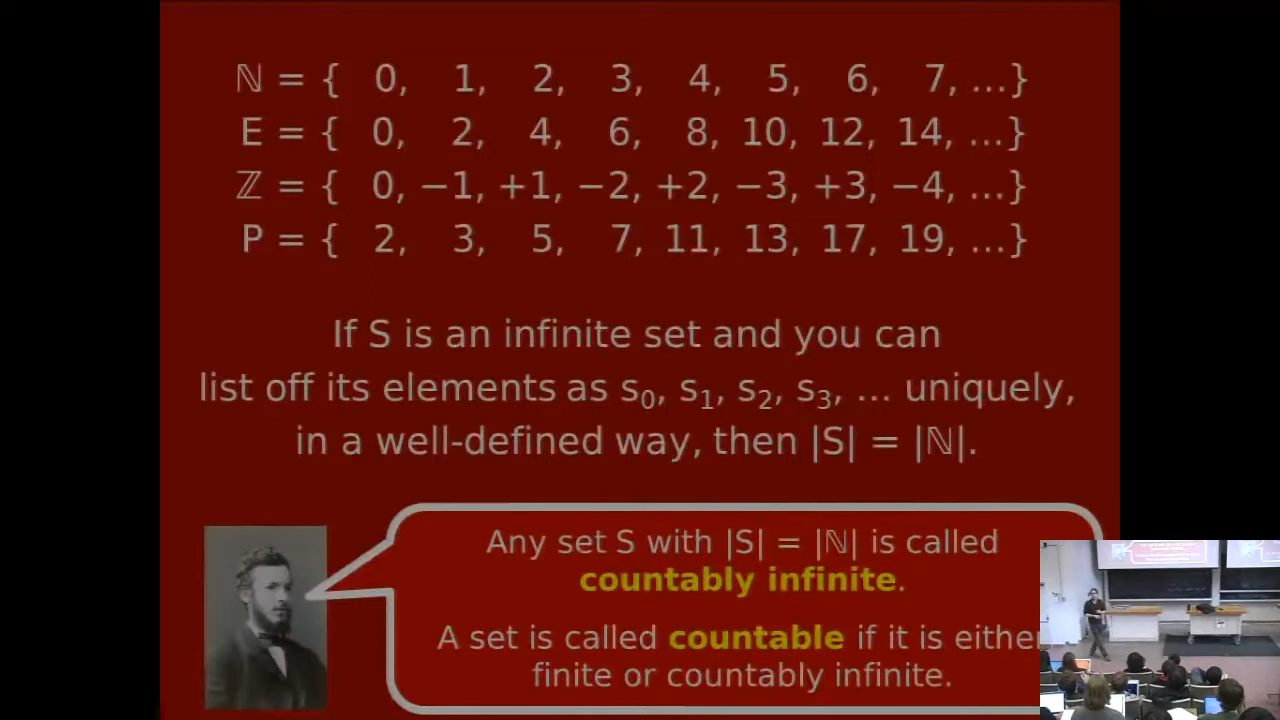 ℕ = { 0, 1, 2, 3, 4, 5, 6, 7, ...}
E = { 0, 2, 4, 6, 8, 10, 12, 14, ...}
ℤ = { 0, −1, +1, −2, +2, −3, +3, −4, ...}
P = { 2, 3, 5, 7, 11, 13, 17, 19, ...}
If S is an infinite set and you can
list off its elements as s₀, s₁, s₂, s₃, ... uniquely,
in a well-defined way, then |S| = |ℕ|.
Any set S with |S| = |ℕ| is called
countably infinite.
A set is called countable if it is
finite or countably infinite.